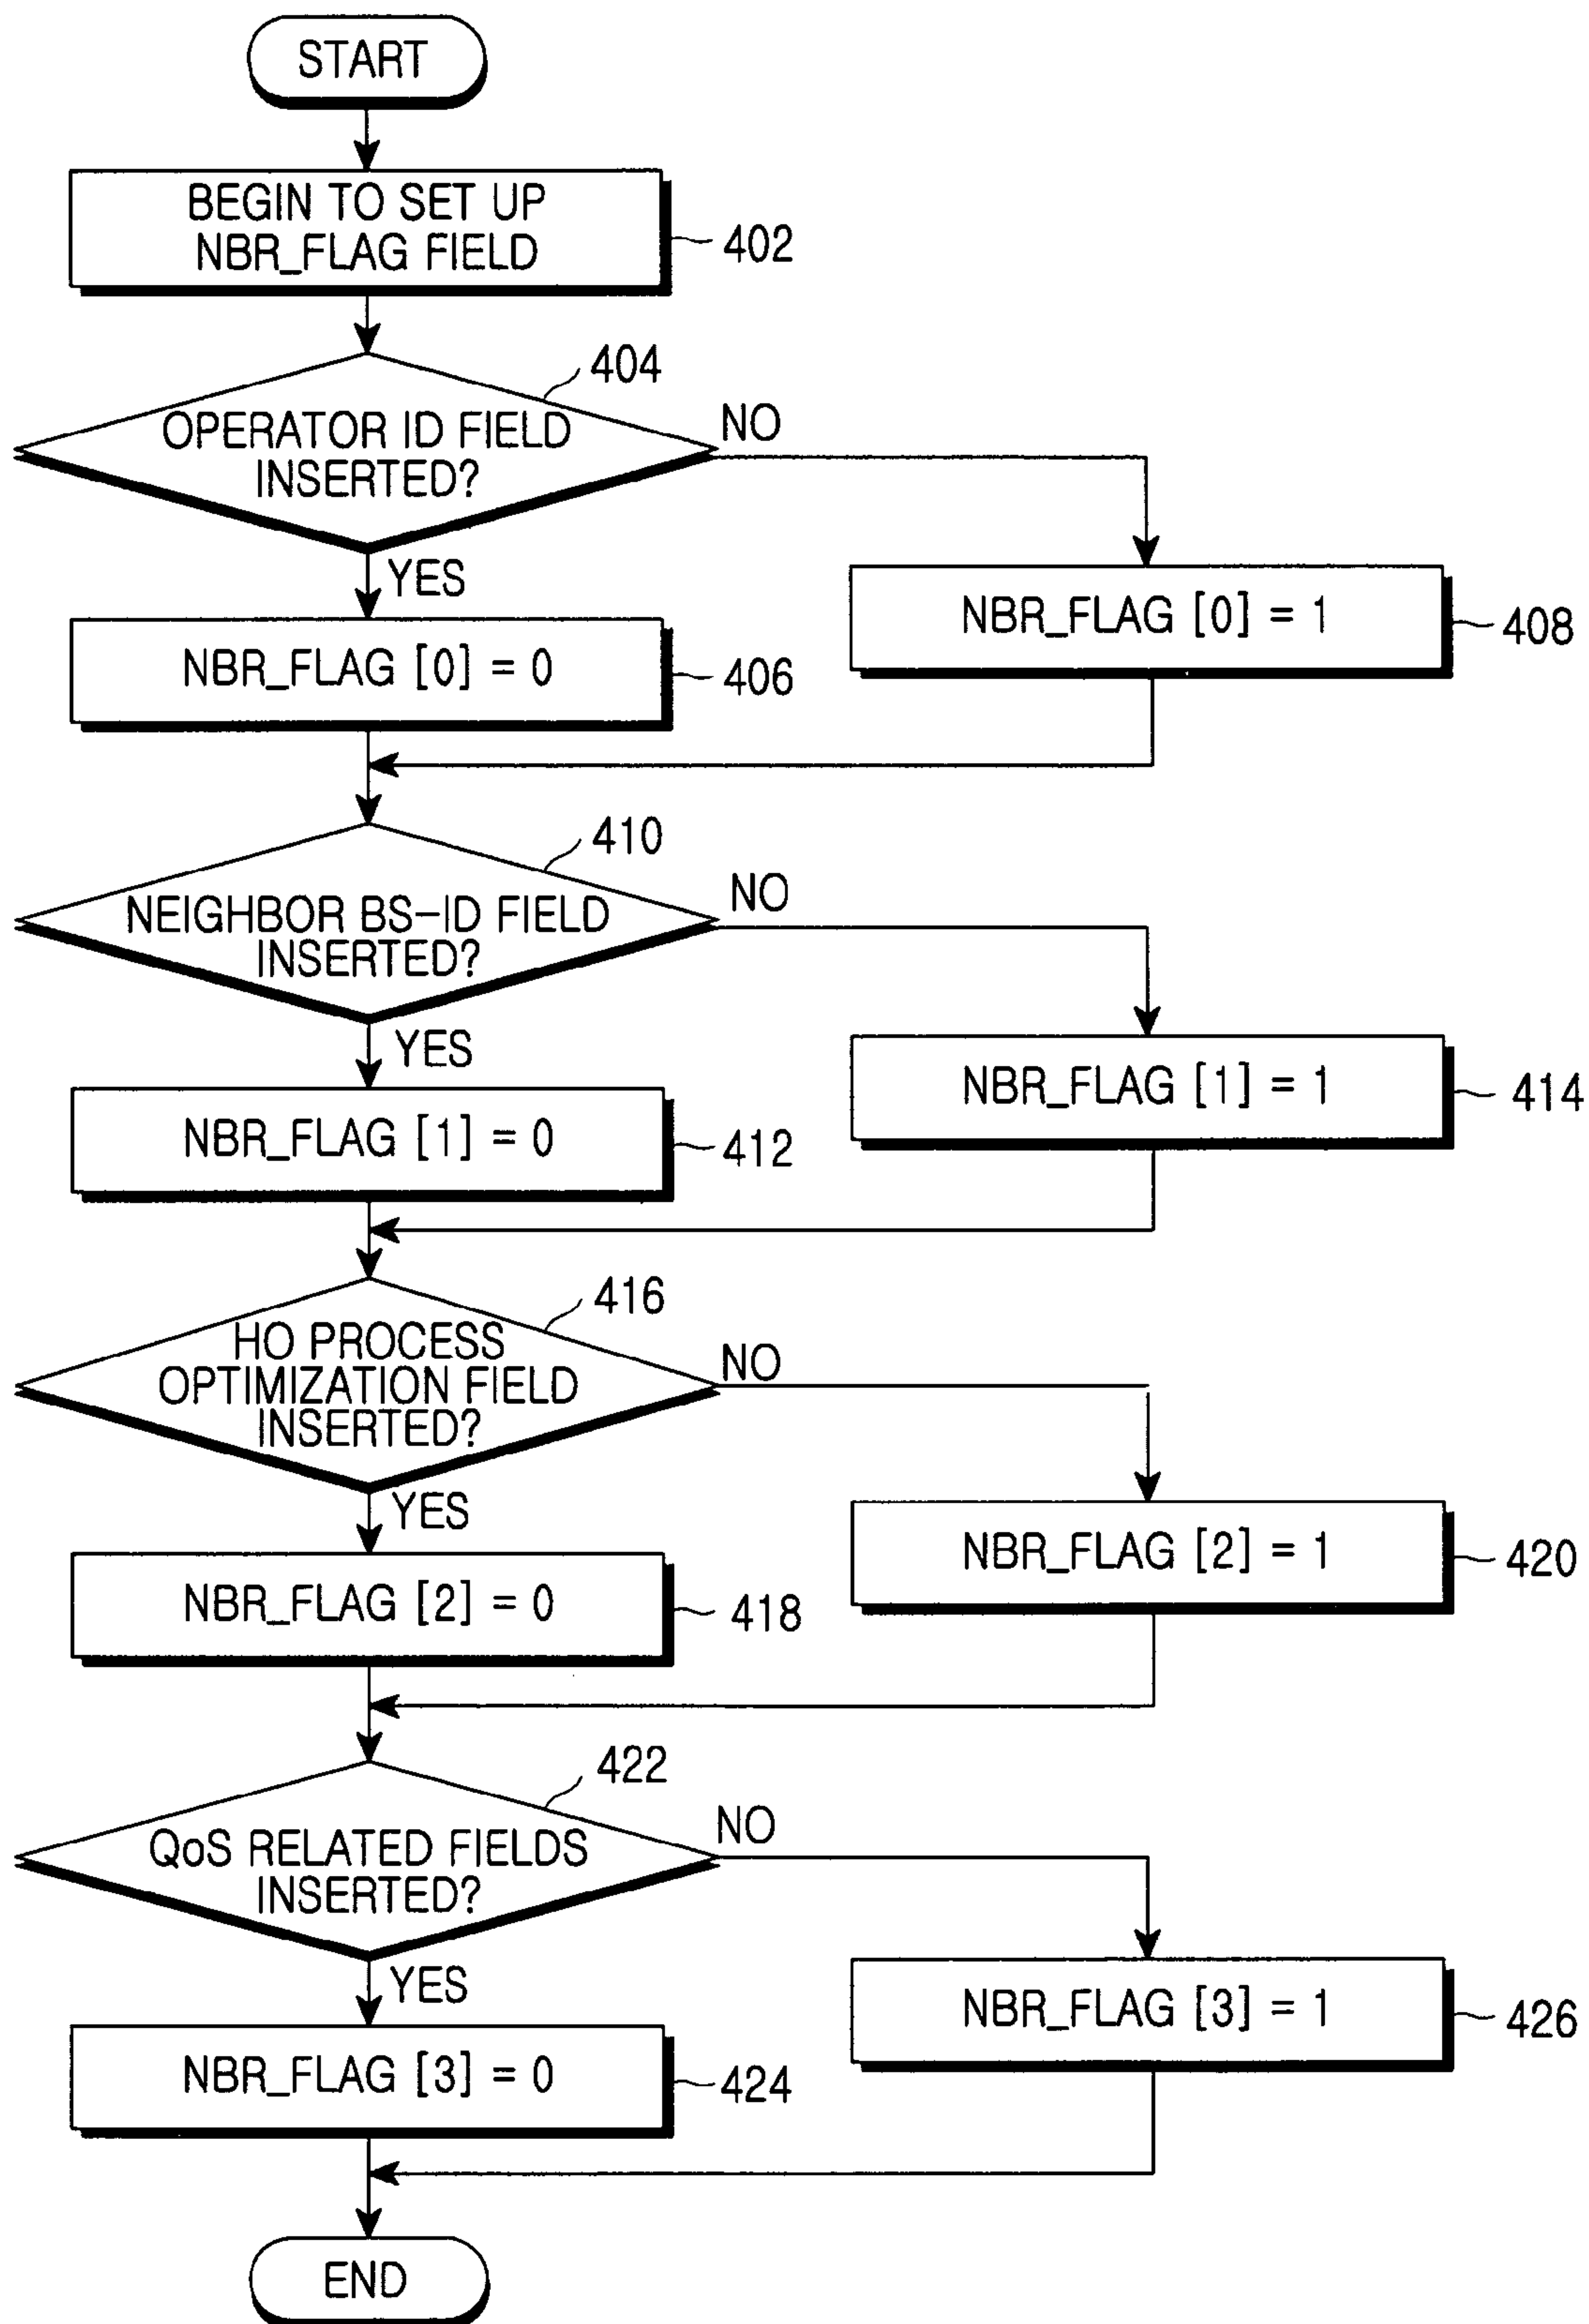 START
BEGIN TO SET UP
NBR_FLAG FIELD
402
404
OPERATOR ID FIELD
INSERTED?
NO
YES
NBR_FLAG [0] = 0
406
NBR_FLAG [0] = 1
408
410
NEIGHBOR BS-ID FIELD
INSERTED?
NO
YES
NBR_FLAG [1] = 0
412
NBR_FLAG [1] = 1
414
416
HO PROCESS
OPTIMIZATION FIELD
INSERTED?
NO
YES
NBR_FLAG [2] = 0
418
NBR_FLAG [2] = 1
420
422
QoS RELATED FIELDS
INSERTED?
NO
YES
NBR_FLAG [3] = 0
424
NBR_FLAG [3] = 1
426
END